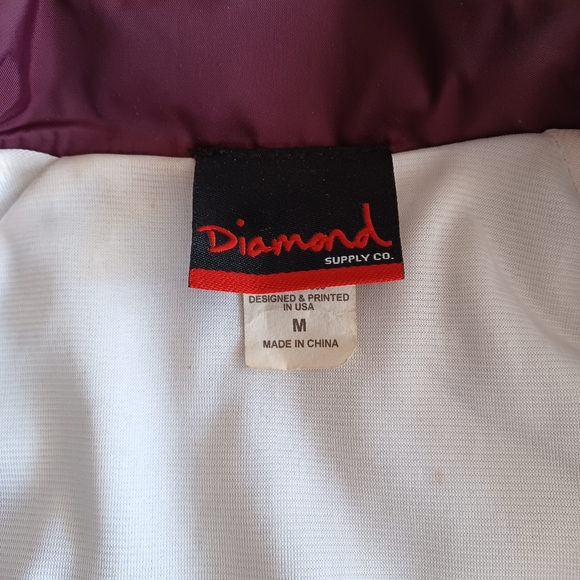 Diamond
SUPPLY CO.
DESIGNED & PRINTED
IN USA
M
MADE IN CHINA